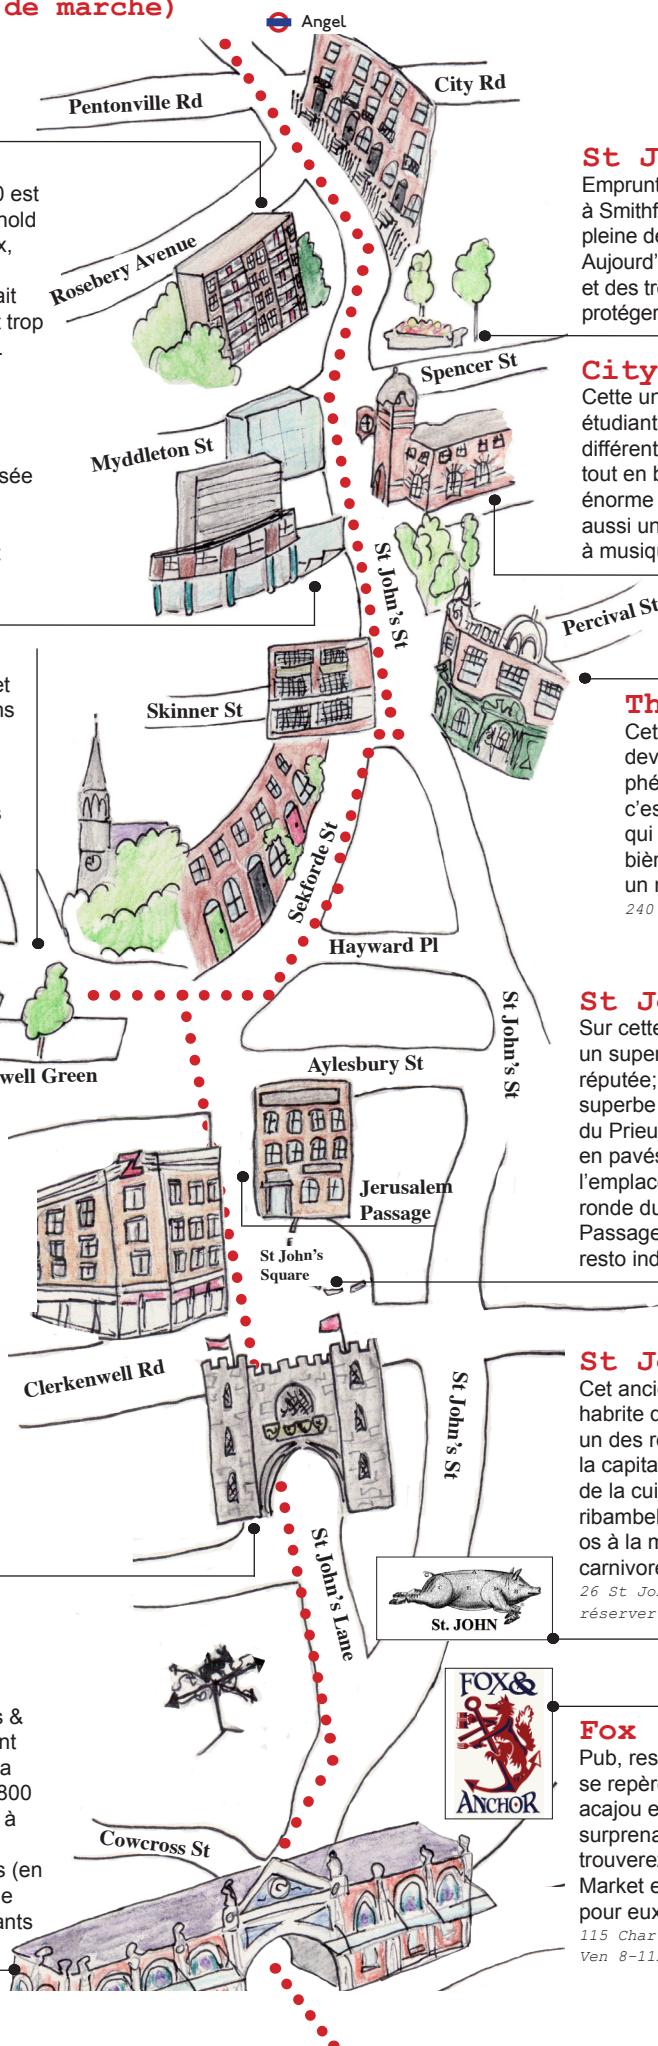 de marche)
Angel
City Rd
Pentonville Rd
0 est
nold
x,
ait
t trop
Rosebery Avenue
St J
Emprunt
à Smithf
pleine de
Aujourd'
et des tr
protéger
Spencer St
City
Cette un
étudiant
différent
tout en b
énorme
aussi un
à musiqu
Myddleton St
sée
St John's St
Percival St
et
ns
s
Skinner St
Th
Cet
dev
phé
c'es
qui
bièr
un r
240
Sekforde St
Hayward Pl
St John's St
well Green
Aylesbury St
St Jo
Sur cette
un super
réputée;
superbe
du Prieu
en pavés
l'emplac
ronde du
Passage
resto ind
Jerusalem
Passage
St John's
Square
Z
Clerkenwell Rd
St John's St
St Jo
Cet ancie
habrite d
un des re
la capita
de la cui
ribambel
os à la m
carnivore
26 St Jo
réserver
St John's Lane
St. JOHN
FOX&
ANCHOR
s &
nt
a
800
à
s (en
e
ants
Cowcross St
Fox
Pub, res
se repèr
acajou e
surprena
trouvere
Market e
pour eux
115 Char
Ven 8-11